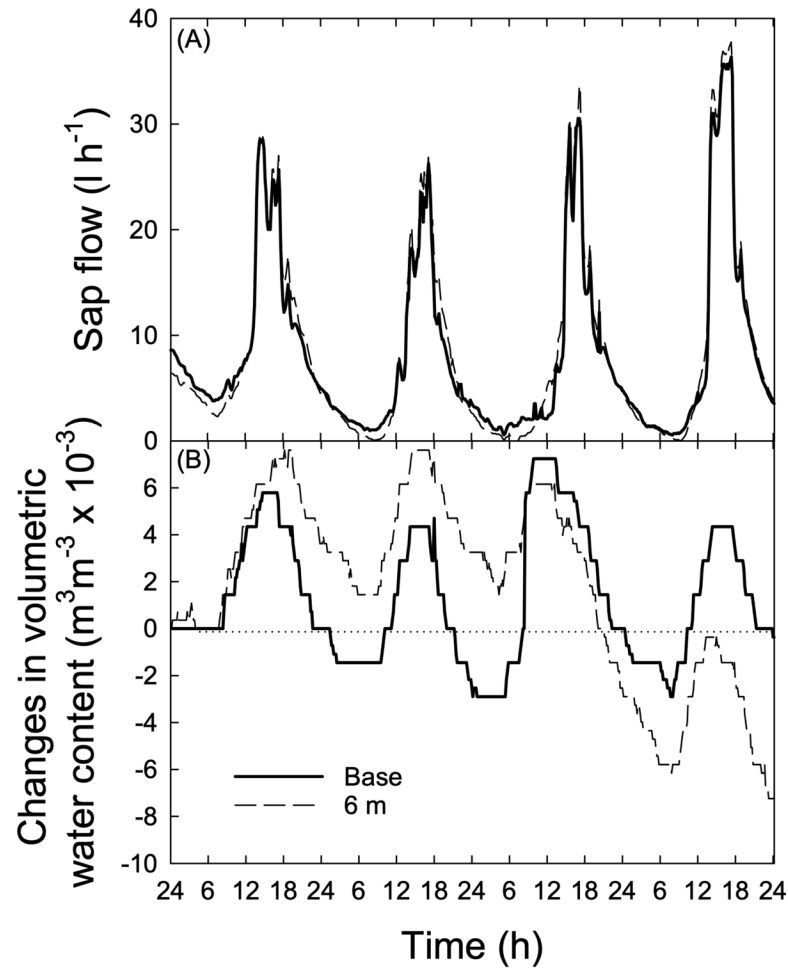 (A)
40
30
20
10
0
Sap flow (l h⁻¹)
(B)
6
4
2
0
-2
-4
-6
-8
-10
Changes in volumetric
water content (m³m⁻³ x 10⁻³)
Base
6 m
24 6 12 18 24 6 12 18 24 6 12 18 24 6 12 18 24
Time (h)